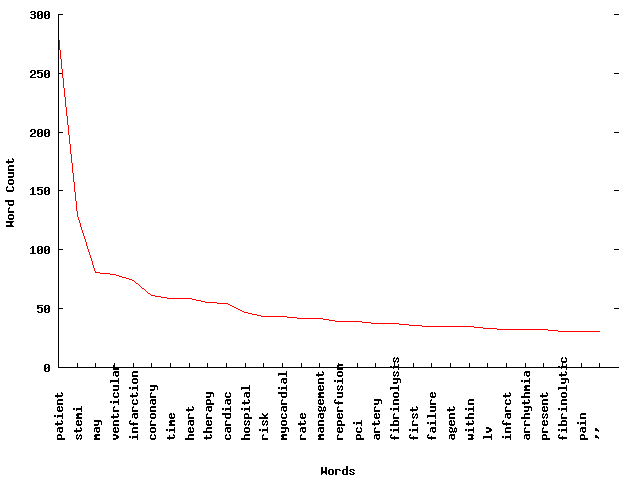 300
250
200
150
100
50
0
Word Count
patient
stemi
may
ventricular
infarction
coronary
time
heart
therapy
cardiac
hospital
risk
myocardial
rate
management
reperfusion
pci
artery
fibrinolysis
first
failure
agent
within
lv
infarct
arrhythmia
present
fibrinolytic
pain
,,
Words